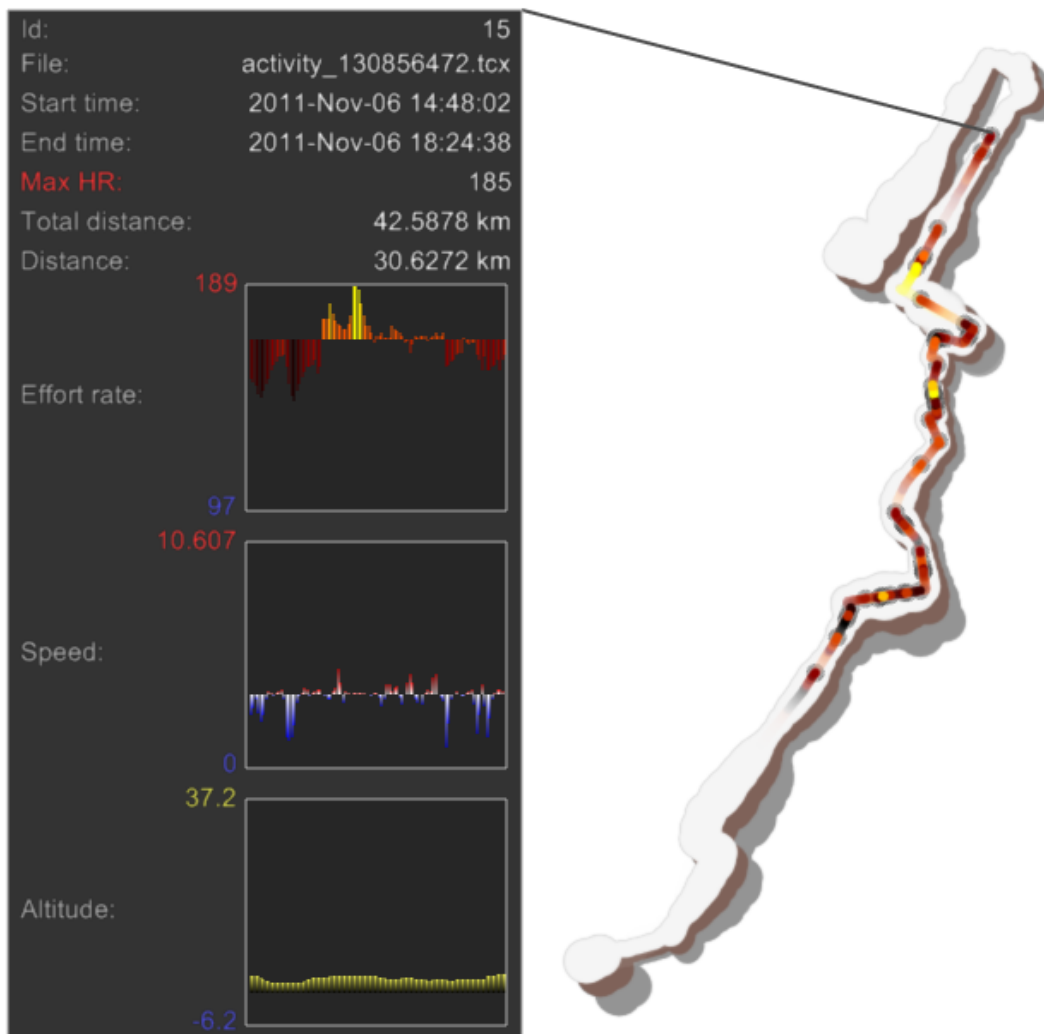 Id: 15
File: activity_130856472.tcx
Start time: 2011-Nov-06 14:48:02
End time: 2011-Nov-06 18:24:38
Max HR: 185
Total distance: 42.5878 km
Distance: 30.6272 km
189
Effort rate:
97
10.607
Speed:
0
37.2
Altitude:
-6.2